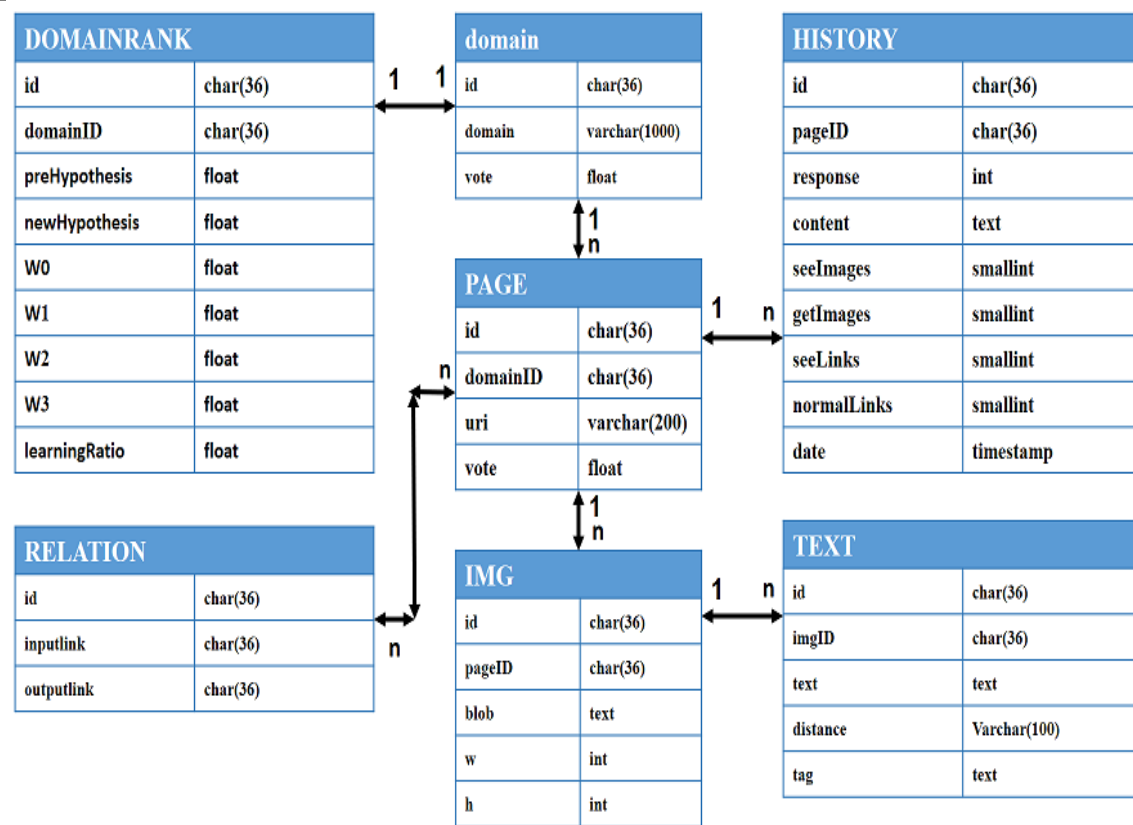 DOMAINRANK
id char(36)
domainID char(36)
preHypothesis float
newHypothesis float
W0 float
W1 float
W2 float
W3 float
learningRatio float
1 1
domain
id char(36)
domain varchar(1000)
vote float
1
n
PAGE
id char(36)
domainID char(36)
uri varchar(200)
vote float
1 n
HISTORY
id char(36)
pageID char(36)
response int
content text
seeImages smallint
getImages smallint
seeLinks smallint
normalLinks smallint
date timestamp
n
n
RELATION
id char(36)
inputlink char(36)
outputlink char(36)
1
n
IMG
id char(36)
pageID char(36)
blob text
w int
h int
1 n
TEXT
id char(36)
imgID char(36)
text text
distance Varchar(100)
tag text